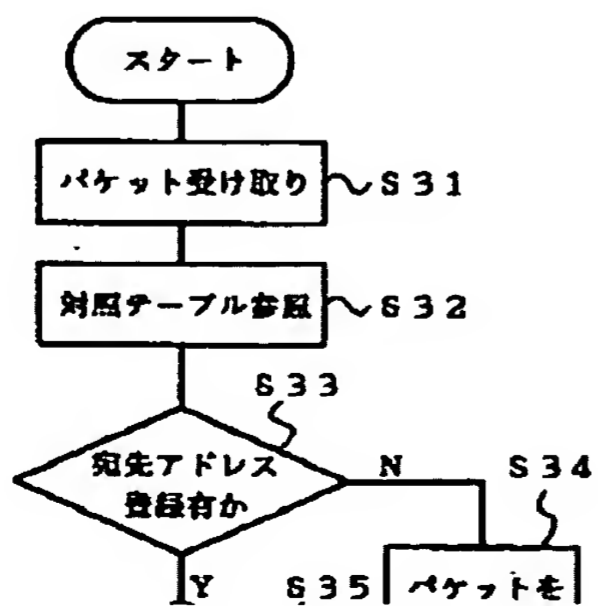 スタート
パケット受け取り
S31
対照テーブル参照
S32
S33
宛先アドレス
登録有か
N
S34
Y
S35
パケットを